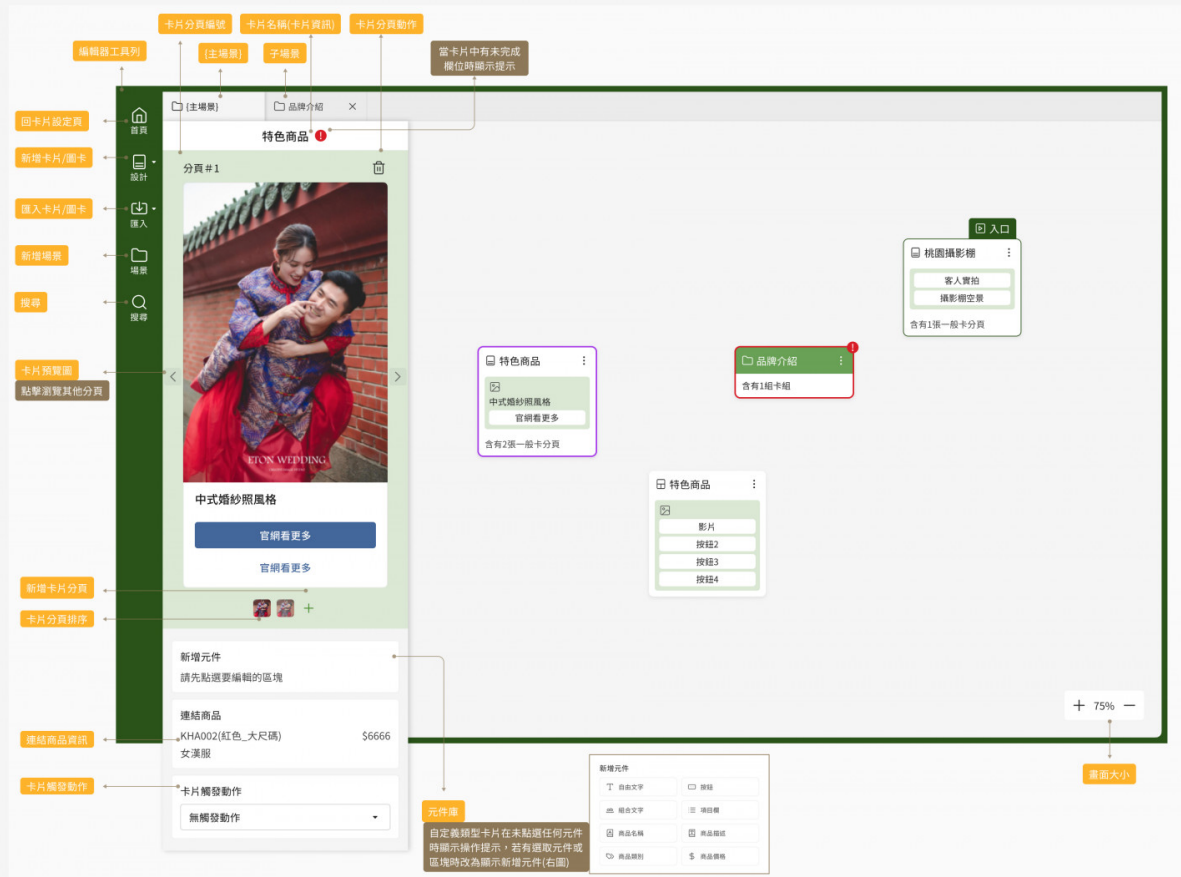 卡片分頁編號
卡片名稱(卡片資訊)
卡片分頁動作
編輯器工具列
{主場景}
子場景
當卡片中有未完成
欄位時顯示提示
回卡片設定頁
新增卡片/圖卡
匯入卡片/圖卡
新增場景
搜尋
卡片預覽圖
點擊瀏覽其他分頁
新增卡片分頁
卡片分頁排序
連結商品資訊
卡片觸發動作
首頁
設計
匯入
場景
搜尋
{主場景}
品牌介紹
特色商品
分頁#1
ETON WEDDING
中式婚紗照風格
官網看更多
官網看更多
新增元件
請先點選要編輯的區塊
連結商品
KHA002(紅色_大尺碼)
$6666
女漢服
卡片觸發動作
無觸發動作
特色商品
中式婚紗照風格
官網看更多
含有2張一般卡分頁
品牌介紹
含有1組卡組
入口
桃園攝影棚
客人實拍
攝影棚空景
含有1張一般卡分頁
特色商品
影片
按鈕2
按鈕3
按鈕4
75%
畫面大小
元件庫
自定義類型卡片在未點選任何元件
時顯示操作提示，若有選取元件或
區塊時改為顯示新增元件(右圖)
新增元件
自由文字
按鈕
組合文字
項目欄
商品名稱
商品描述
商品類別
商品價格